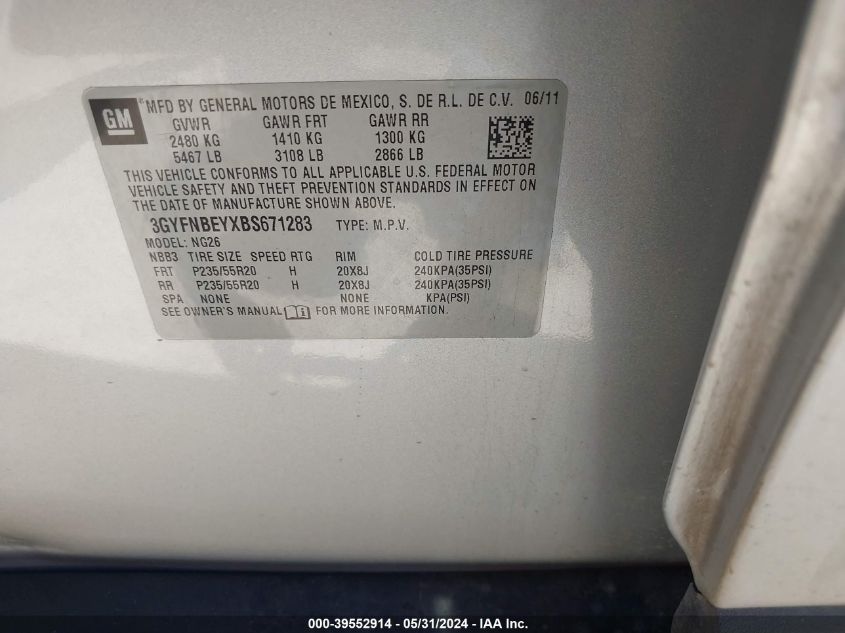 GM MFD BY GENERAL MOTORS DE MEXICO, S. DE R.L. DE C.V. 06/11
GVWR GAWR FRT GAWR RR
2480 KG 1410 KG 1300 KG
5467 LB 3108 LB 2866 LB
THIS VEHICLE CONFORMS TO ALL APPLICABLE U.S. FEDERAL MOTOR
VEHICLE SAFETY AND THEFT PREVENTION STANDARDS IN EFFECT ON
THE DATE OF MANUFACTURE SHOWN ABOVE.
3GYFNBEYXBS671283 TYPE: M.P.V.
MODEL: NG26
NBB3 TIRE SIZE SPEED RTG RIM COLD TIRE PRESSURE
FRT P235/55R20 H 20X8J 240KPA(35PSI)
RR P235/55R20 H 20X8J 240KPA(35PSI)
SPA NONE NONE KPA(PSI)
SEE OWNER'S MANUAL FOR MORE INFORMATION.
000-39552914 - 05/31/2024 - IAA Inc.